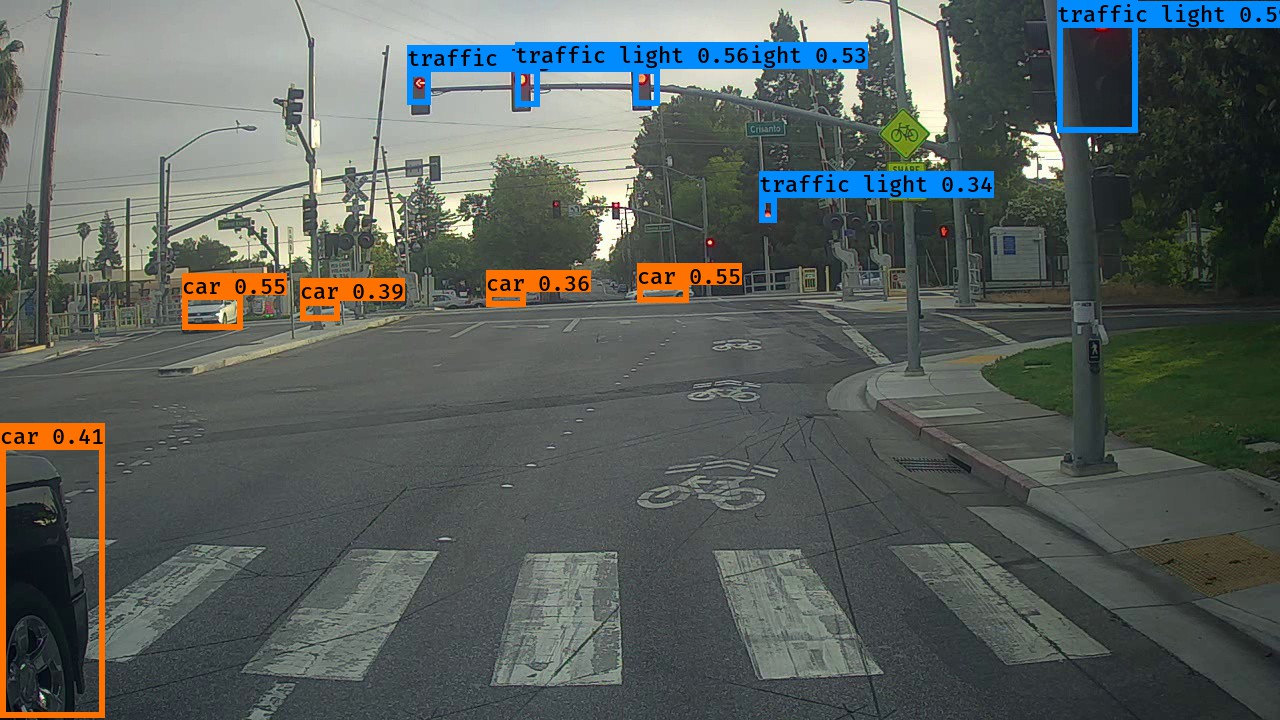 traffic light 0.5
traffic
traffic light 0.56
ight 0.53
Crisanto
SHARE
traffic light 0.34
car 0.55
car 0.39
car 0.36
car 0.55
car 0.41